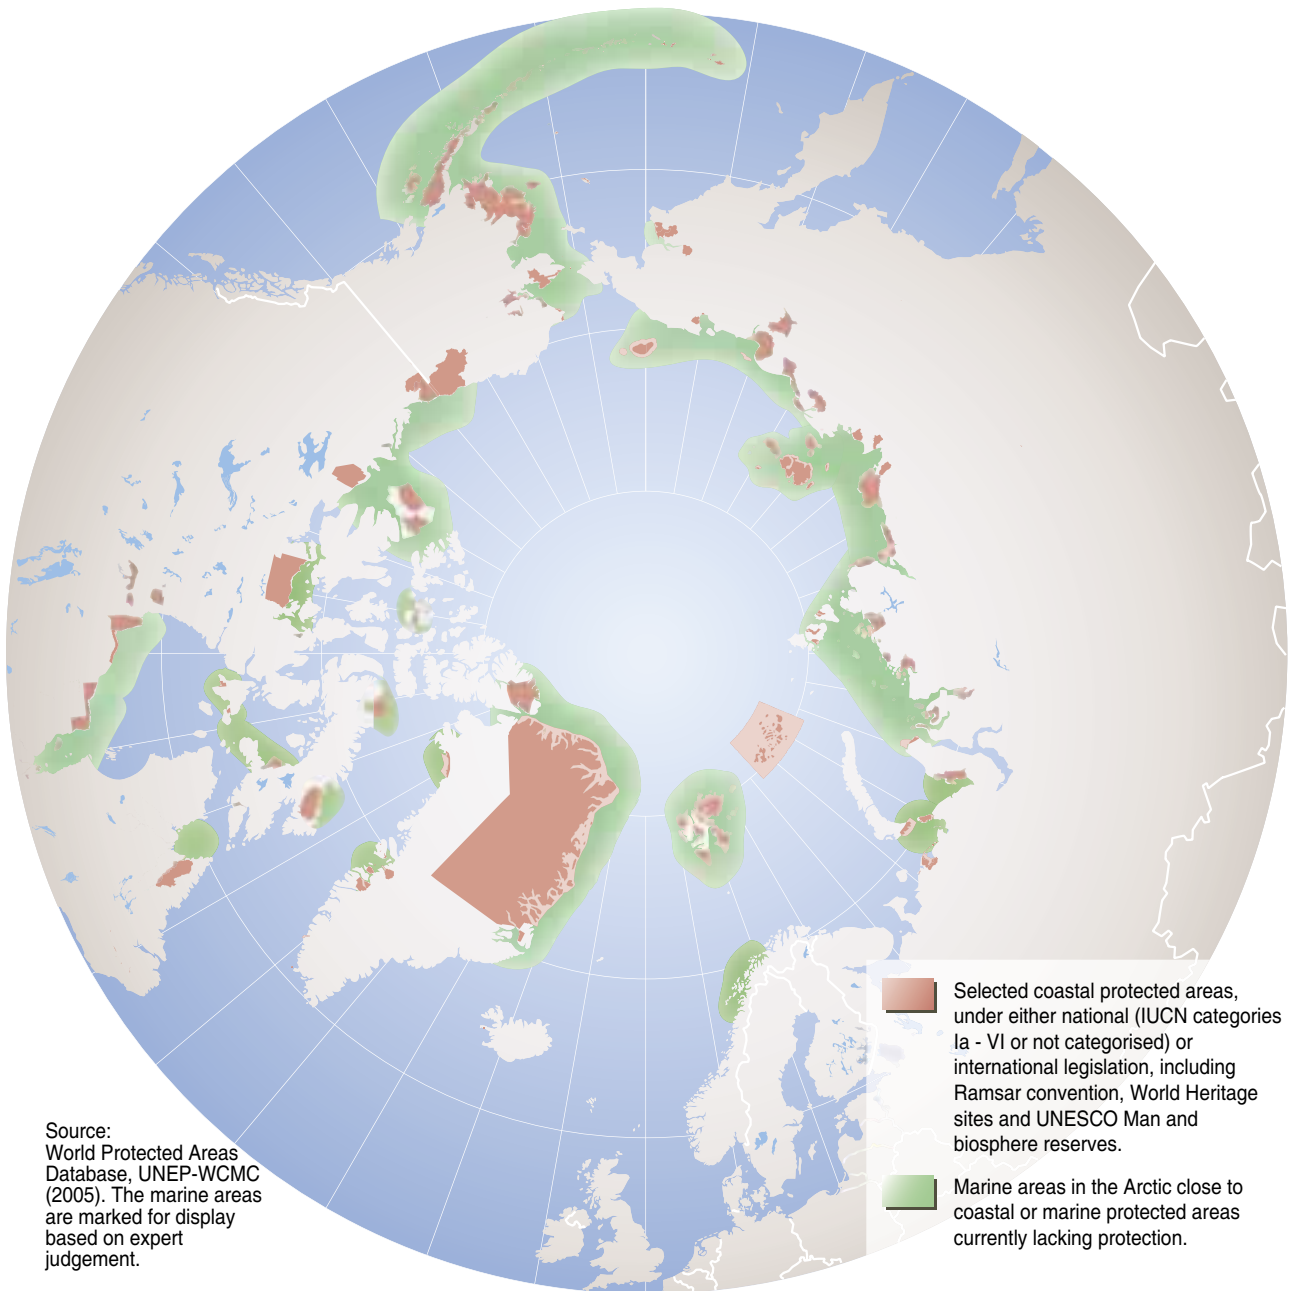 Selected coastal protected areas,
under either national (IUCN categories
Ia - VI or not categorised) or
international legislation, including
Ramsar convention, World Heritage
sites and UNESCO Man and
biosphere reserves.
Marine areas in the Arctic close to
coastal or marine protected areas
currently lacking protection.
Source:
World Protected Areas
Database, UNEP-WCMC
(2005). The marine areas
are marked for display
based on expert
judgement.